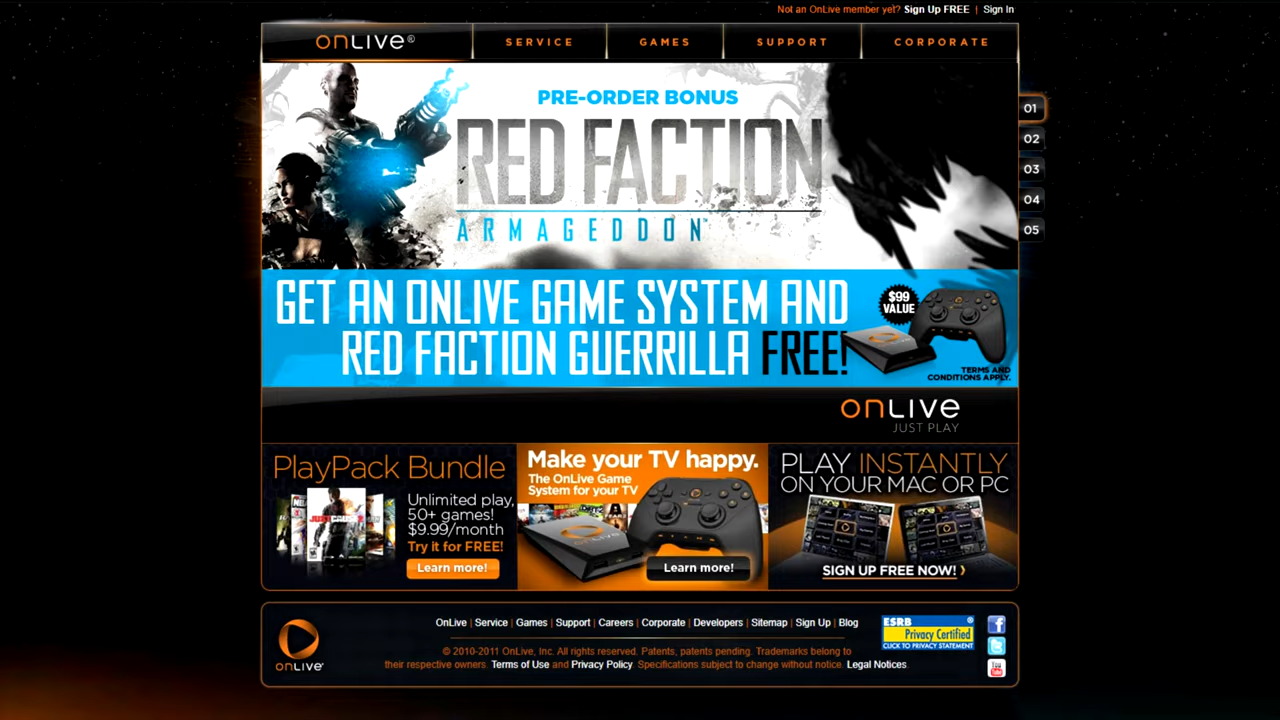 Not an OnLive member yet? Sign Up FREE | Sign In
onLIVE®
SERVICE
GAMES
SUPPORT
CORPORATE
PRE-ORDER BONUS
RED FACTION
ARMAGEDDON™
01
02
03
04
05
GET AN ONLIVE GAME SYSTEM AND
RED FACTION GUERRILLA FREE!
$99
VALUE
TERMS AND
CONDITIONS APPLY.
onLIVE
JUST PLAY
PlayPack Bundle
Unlimited play,
50+ games!
$9.99/month
Try it for FREE!
Learn more!
JUST CAUSE 2
Make your TV happy.
The OnLive Game
System for your TV
Learn more!
PLAY INSTANTLY
ON YOUR MAC OR PC
SIGN UP FREE NOW! ›
onLIVE®
OnLive | Service | Games | Support | Careers | Corporate | Developers | Sitemap | Sign Up | Blog
© 2010-2011 OnLive, Inc. All rights reserved. Patents, patents pending. Trademarks belong to
their respective owners. Terms of Use and Privacy Policy. Specifications subject to change without notice. Legal Notices
ESRB ®
Privacy Certified
CLICK TO PRIVACY STATEMENT
You
Tube